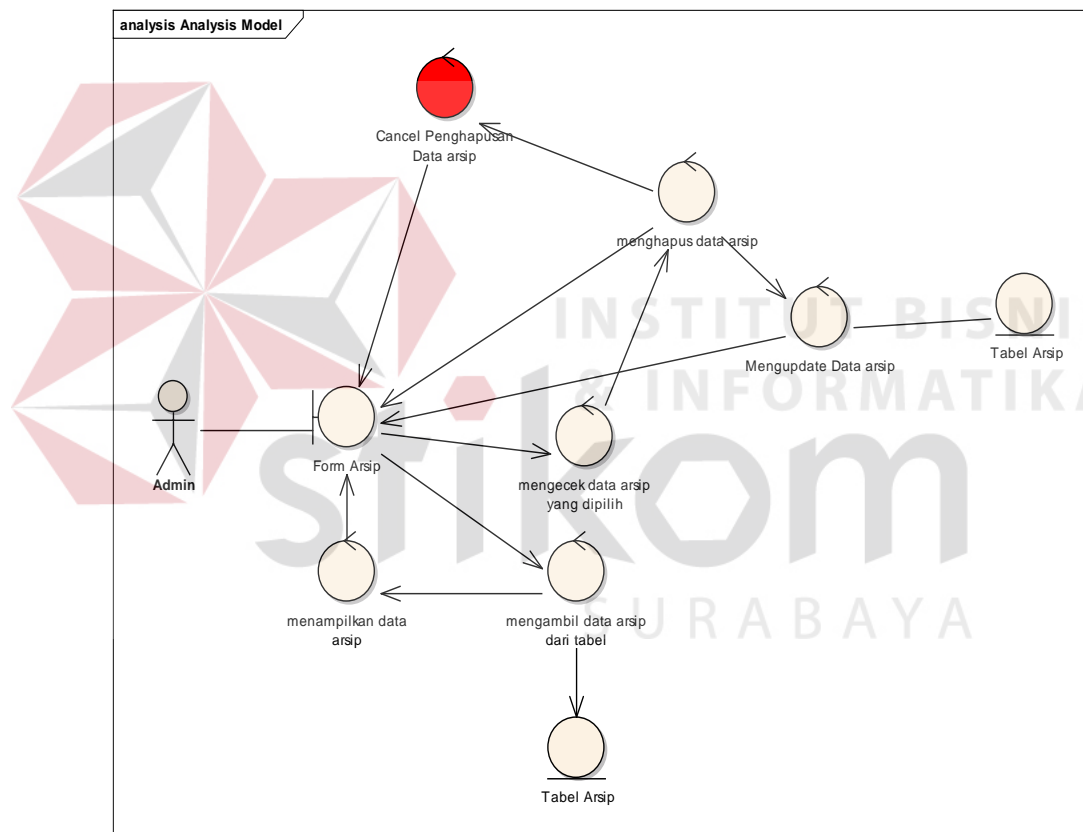 analysis Analysis Model
Cancel Penghapusan
Data arsip
menghapus data arsip
INSTITUT BISNI
Mengupdate Data arsip
Tabel Arsip
& INFORMATIKA
Form Arsip
stikom
Admin
mengecek data arsip
yang dipilih
menampilkan data
arsip
mengambil data arsip
dari tabel
SURABAYA
Tabel Arsip